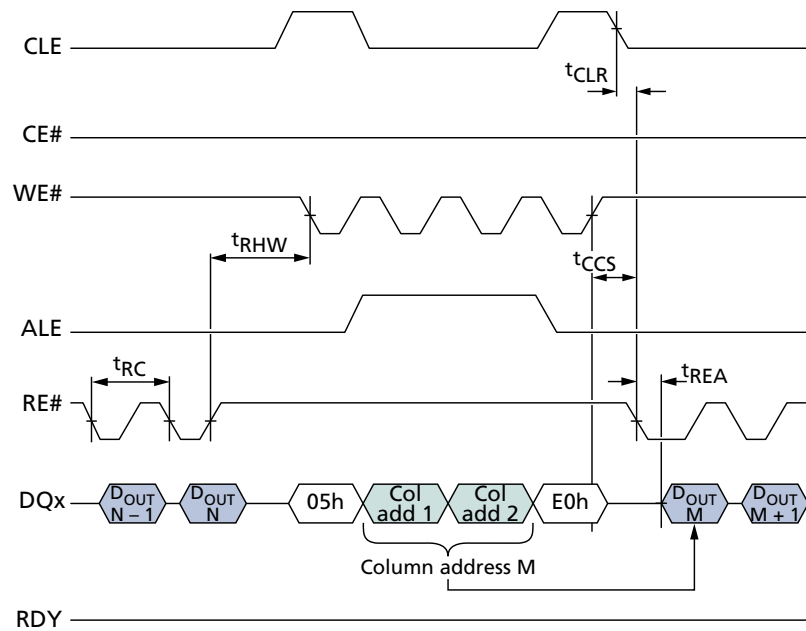 CLE
tCLR
CE#
WE#
tRHW
tCCS
ALE
tRC
tREA
RE#
DQx
DOUT
N – 1
DOUT
N
05h
Col
add 1
Col
add 2
E0h
DOUT
M
DOUT
M + 1
Column address M
RDY